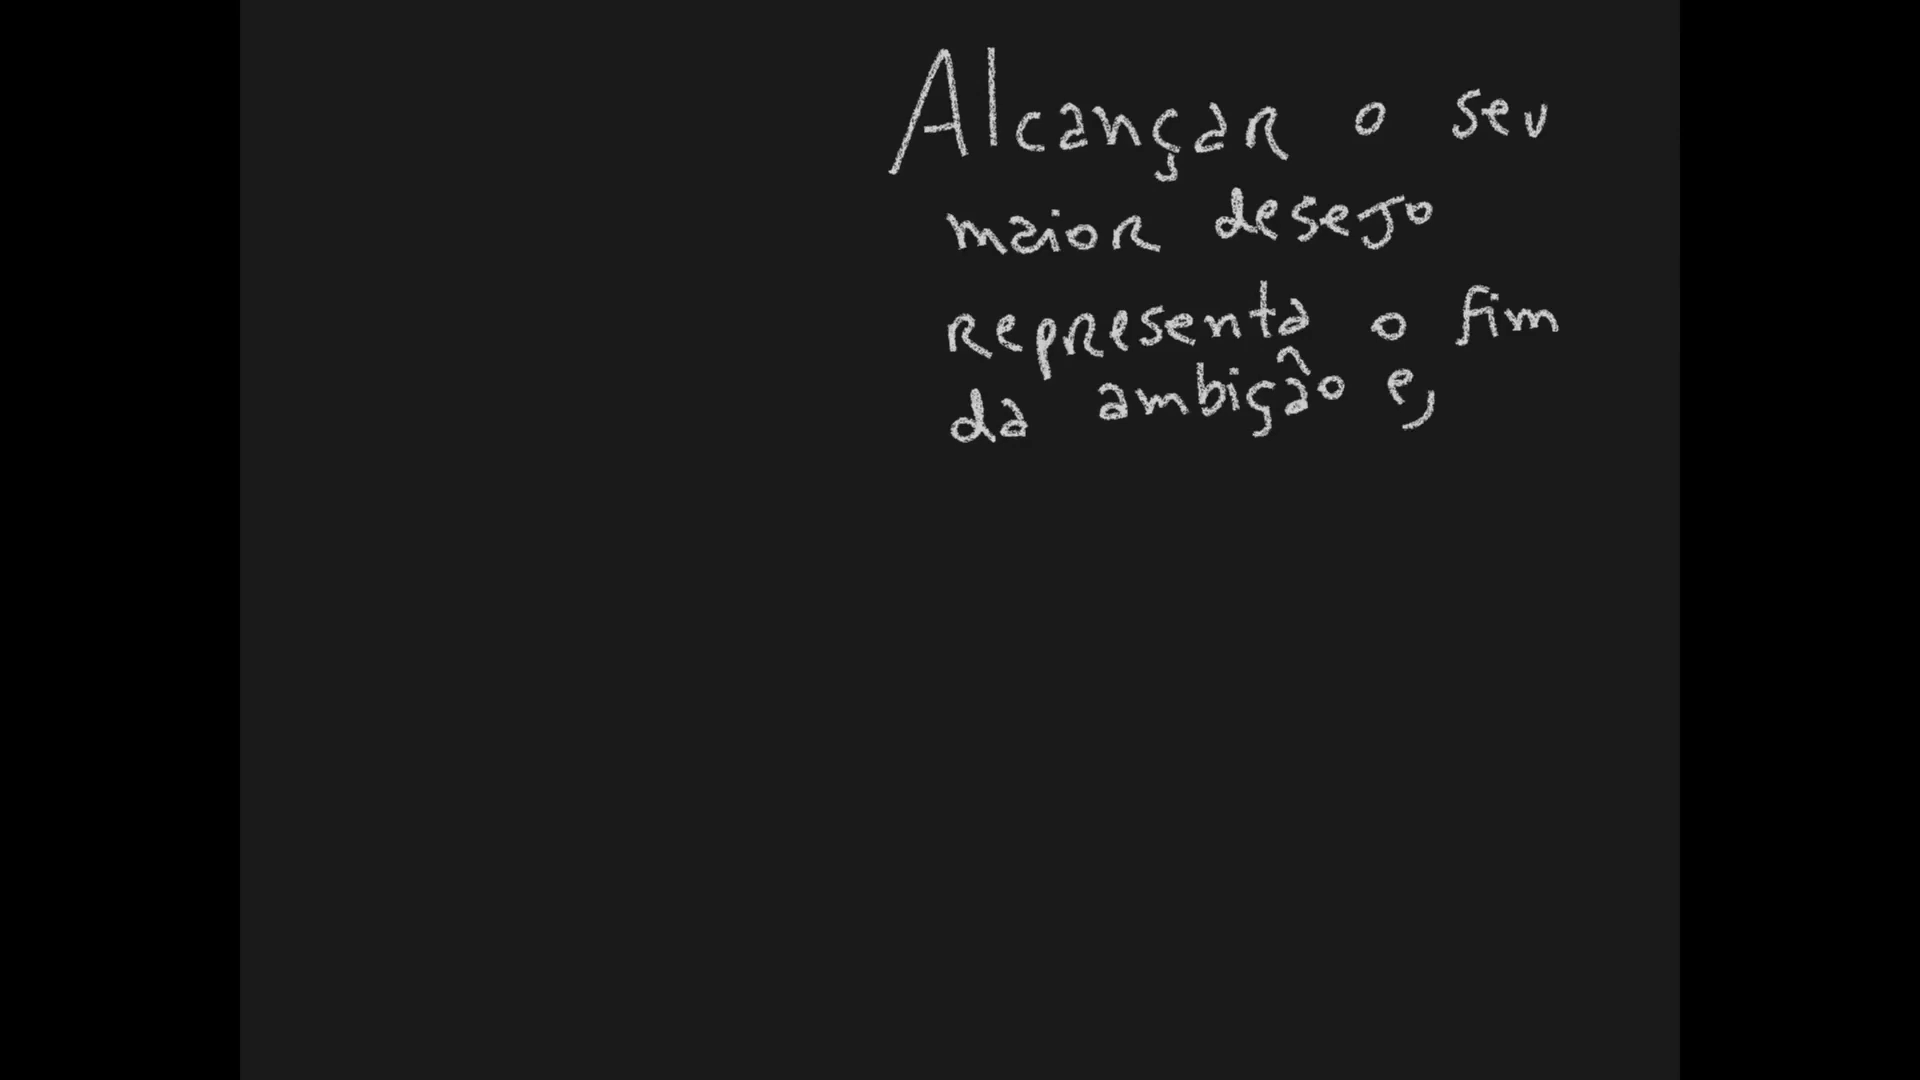 Alcançar o seu
maior desejo
representa o fim
da ambição e,